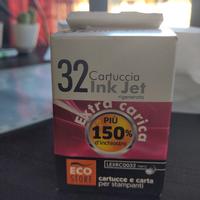 32 Cartuccia
Ink Jet
rigenerata
Extra carica
PIÙ
150%
d'inchiostro
ECO
STORE
LEXRC0032
cartucce e carta
per stampanti